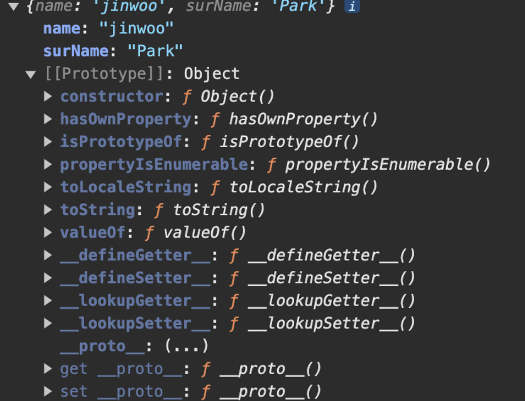 ▼ {name: 'jinwoo', surName: 'Park'} i
name: "jinwoo"
surName: "Park"
▼ [[Prototype]]: Object
▶ constructor: ƒ Object()
▶ hasOwnProperty: ƒ hasOwnProperty()
▶ isPrototypeOf: ƒ isPrototypeOf()
▶ propertyIsEnumerable: ƒ propertyIsEnumerable()
▶ toLocaleString: ƒ toLocaleString()
▶ toString: ƒ toString()
▶ valueOf: ƒ valueOf()
▶ __defineGetter__: ƒ __defineGetter__()
▶ __defineSetter__: ƒ __defineSetter__()
▶ __lookupGetter__: ƒ __lookupGetter__()
▶ __lookupSetter__: ƒ __lookupSetter__()
__proto__: (...)
▶ get __proto__: ƒ __proto__()
▶ set __proto__: ƒ __proto__()